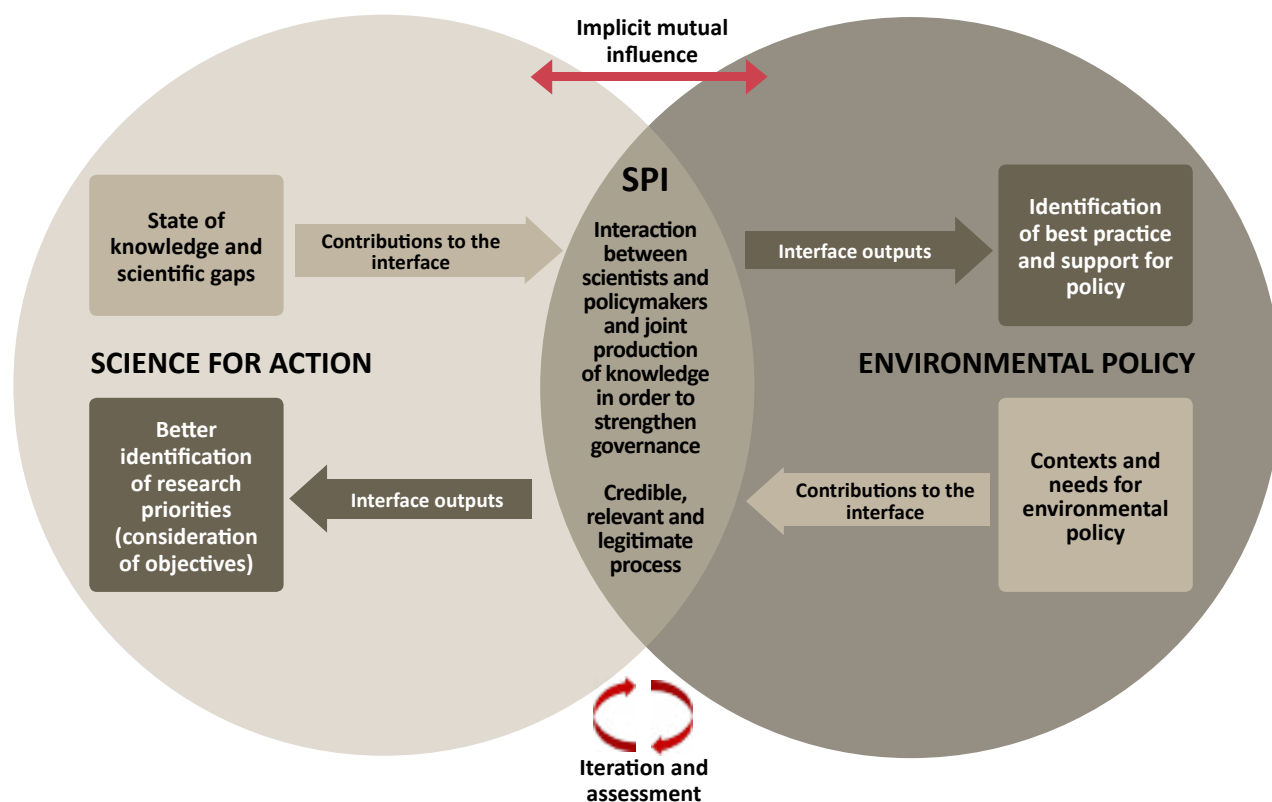 Implicit mutual
influence
SPI
Interaction
between
scientists and
policymakers
and joint
production
of knowledge
in order to
strengthen
governance
Credible,
relevant and
legitimate
process
State of
knowledge and
scientific gaps
Contributions to the
interface
Interface outputs
Identification
of best practice
and support for
policy
SCIENCE FOR ACTION
ENVIRONMENTAL POLICY
Better
identification
of research
priorities
(consideration
of objectives)
Interface outputs
Contributions to the
interface
Contexts and
needs for
environmental
policy
Iteration and
assessment